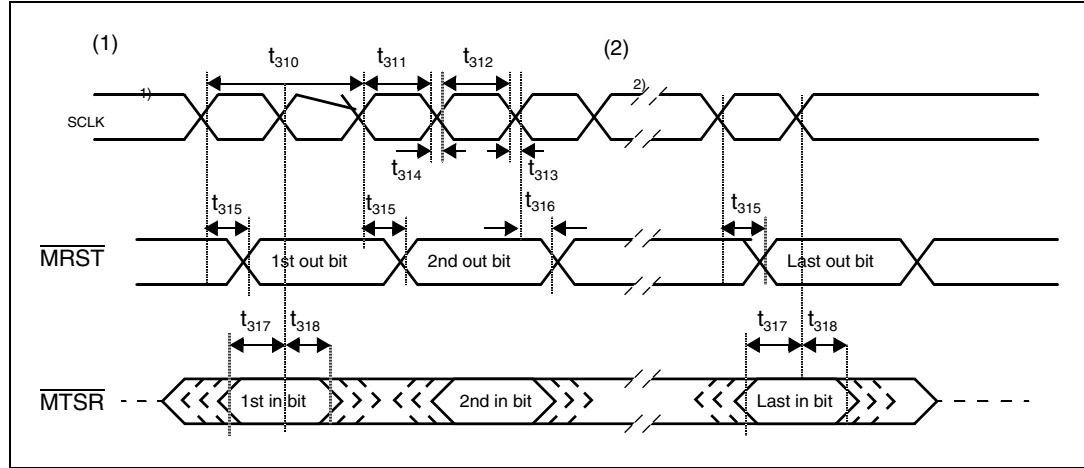 (1) (2)
t310 t311 t312
1) 2)
SCLK
t314 t313
t315 t315 t316 t315
MRST 1st out bit 2nd out bit Last out bit
t317 t318 t317 t318
MTSR 1st in bit 2nd in bit Last in bit